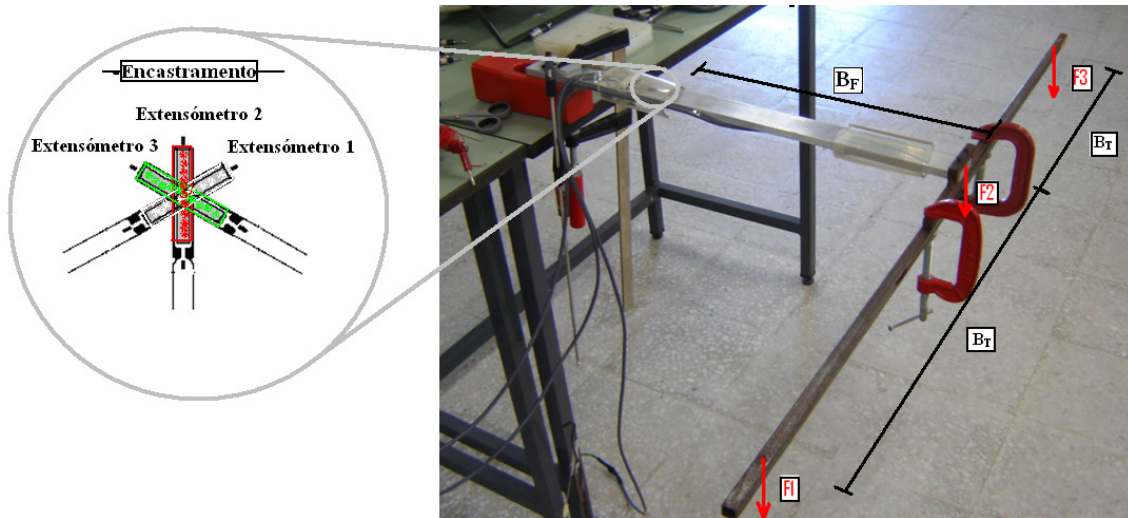 Encastramento
Extensómetro 2
Extensómetro 3
Extensómetro 1
BF
F3
BT
F2
BT
F1